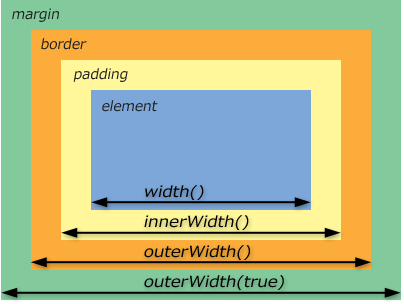 margin
border
padding
element
width()
innerWidth()
outerWidth()
outerWidth(true)